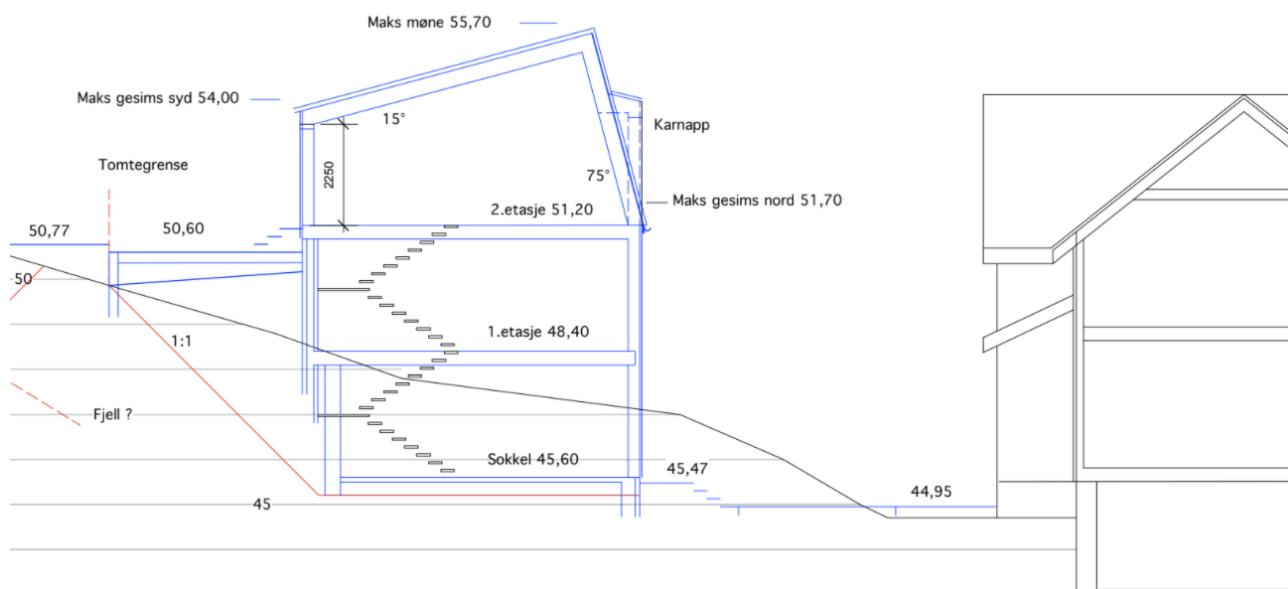 Maks møne 55,70
Maks gesims syd 54,00
15°
Karnapp
Tomtegrense
2250
75°
Maks gesims nord 51,70
2.etasje 51,20
50,77
50,60
50
1:1
1.etasje 48,40
Fjell ?
Sokkel 45,60
45,47
44,95
45